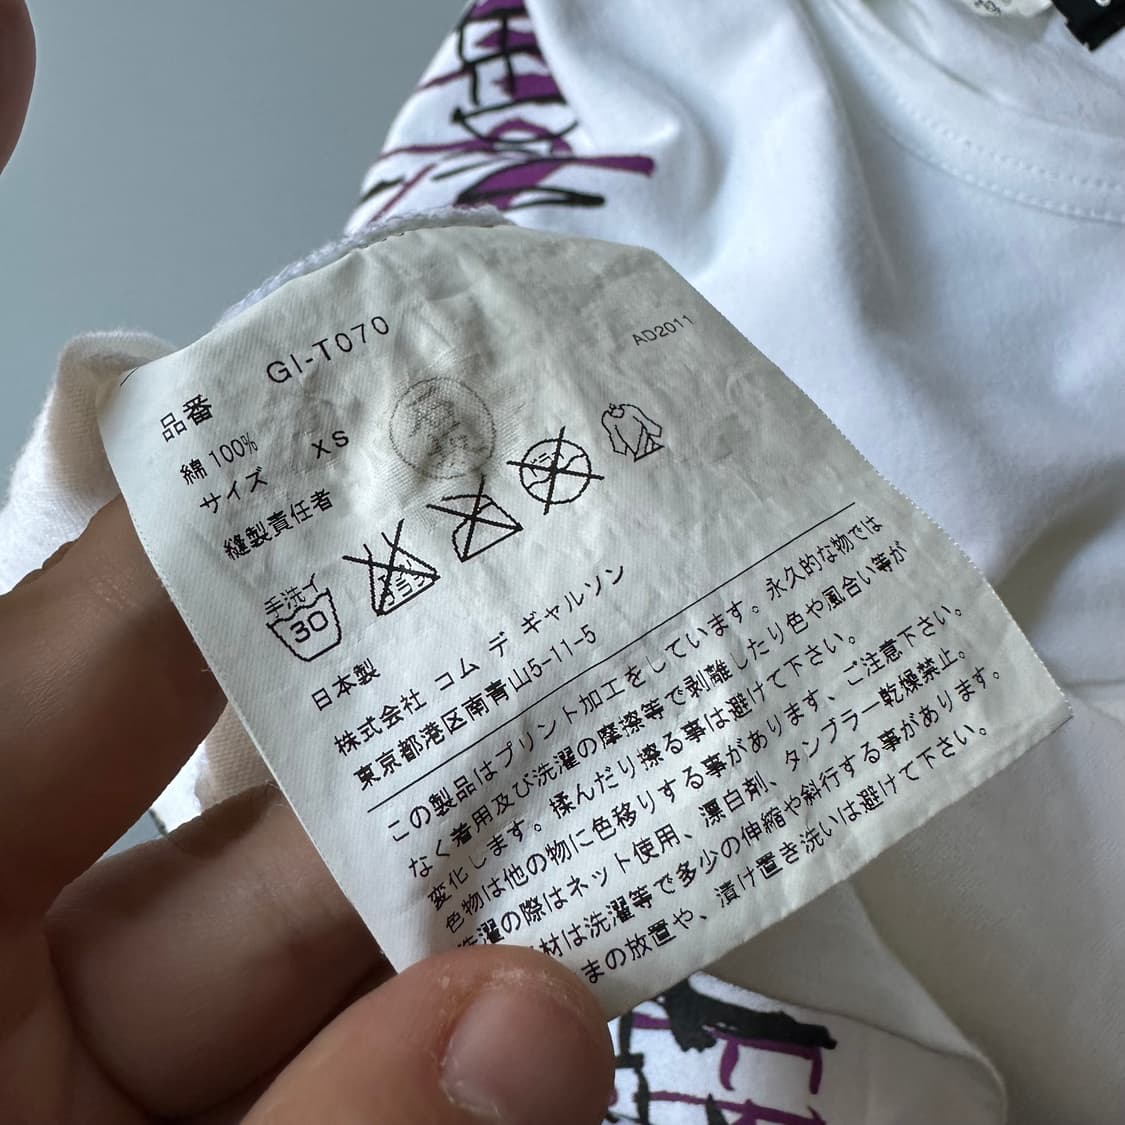 品番 GI-T070
AD2011
綿 100%
サイズ XS
縫製責任者
手洗イ
30
日本製
株式会社 コム デ ギャルソン
東京都港区南青山5-11-5
この製品はプリント加工をしています。永久的な物では
なく着用及び洗濯の摩擦等で剥離したり色や風合い等が
変化します。揉んだり擦る事は避けて下さい。
色物は他の物に色移りする事があります、ご注意下さい。
濯の際はネット使用、漂白剤、タンブラー乾燥禁止。
材は洗濯等で多少の伸縮や斜行する事があります。
まの放置や、漬け置き洗いは避けて下さい。